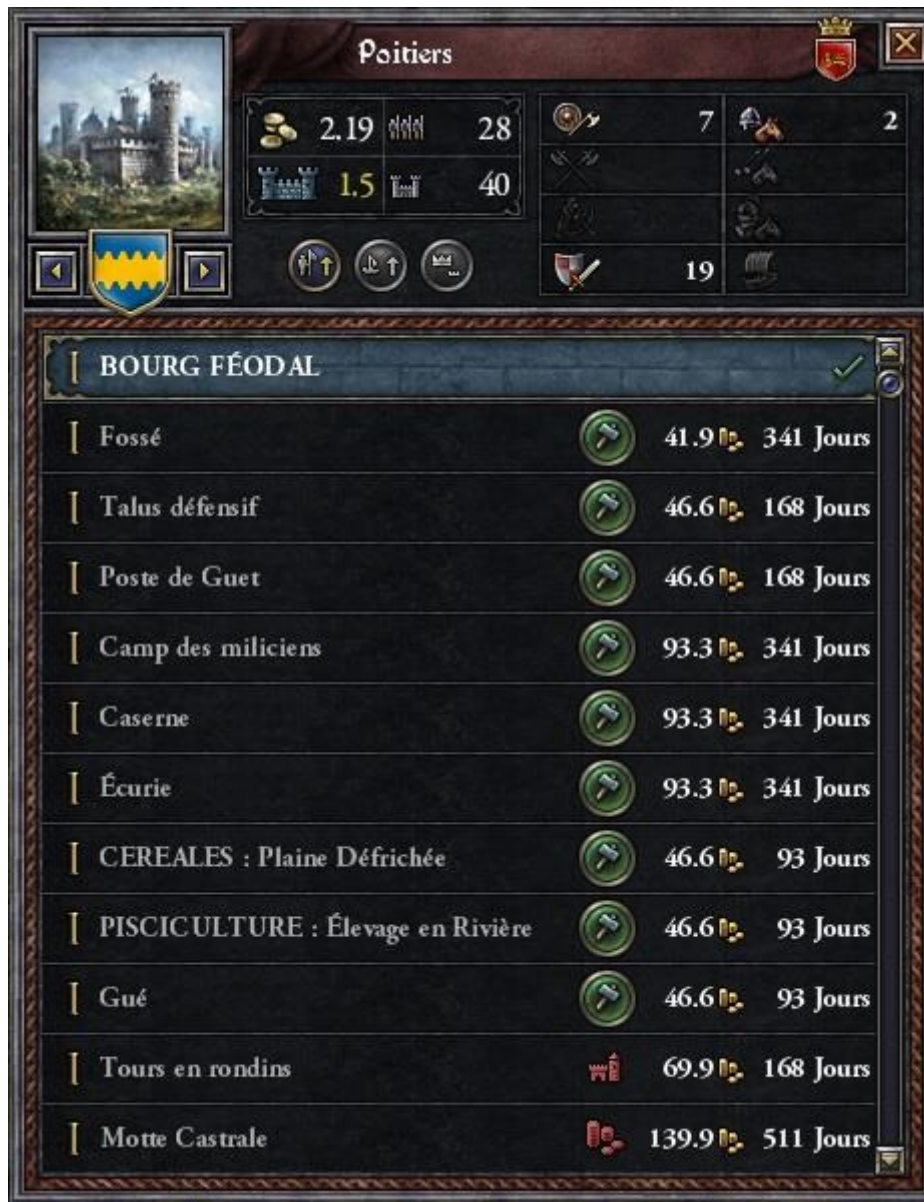 Poitiers
2.19 28 7 2
1.5 40
19
BOURG FÉODAL
Fossé 41.9 341 Jours
Talus défensif 46.6 168 Jours
Poste de Guet 46.6 168 Jours
Camp des miliciens 93.3 341 Jours
Caserne 93.3 341 Jours
Écurie 93.3 341 Jours
CEREALES : Plaine Défrichée 46.6 93 Jours
PISCICULTURE : Élevage en Rivière 46.6 93 Jours
Gué 46.6 93 Jours
Tours en rondins 69.9 168 Jours
Motte Castrale 139.9 511 Jours